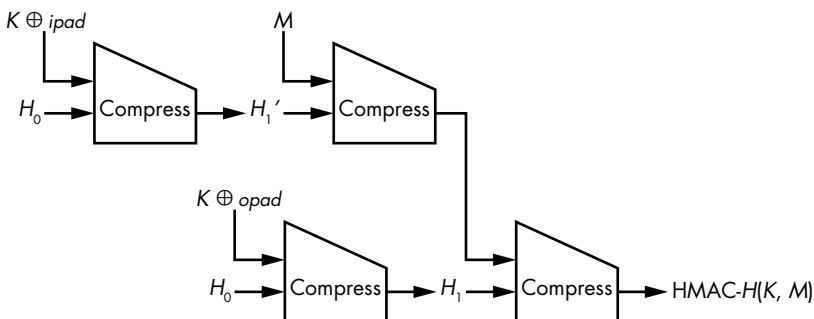 K ⊕ ipad
M
H₀
Compress
H₁′
Compress
K ⊕ opad
H₀
Compress
H₁
Compress
HMAC-H(K, M)